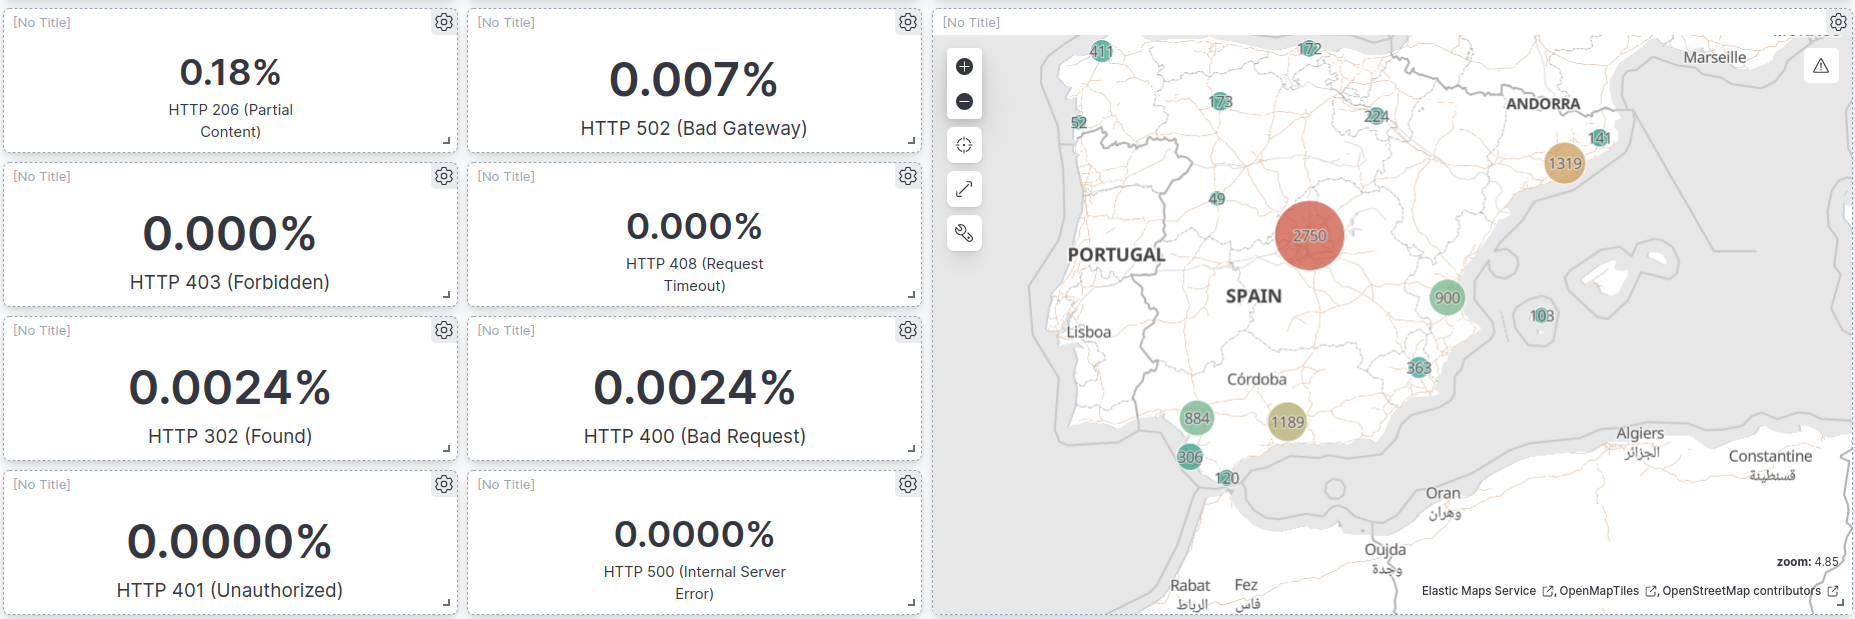 [No Title]
0.18%
HTTP 206 (Partial
Content)
[No Title]
0.007%
HTTP 502 (Bad Gateway)
[No Title]
0.000%
HTTP 403 (Forbidden)
[No Title]
0.000%
HTTP 408 (Request
Timeout)
[No Title]
0.0024%
HTTP 302 (Found)
[No Title]
0.0024%
HTTP 400 (Bad Request)
[No Title]
0.0000%
HTTP 401 (Unauthorized)
[No Title]
0.0000%
HTTP 500 (Internal Server
Error)
[No Title]
411
172
Marseille
173
ANDORRA
224
52
141
1319
49
2750
PORTUGAL
SPAIN
900
103
Lisboa
363
Córdoba
884
1189
306
120
Algiers
الجزائر
Constantine
قسنطينة
Oran
وهران
Oujda
وجدة
Rabat
الرباط
Fez
فاس
zoom: 4.85
Elastic Maps Service , OpenMapTiles , OpenStreetMap contributors